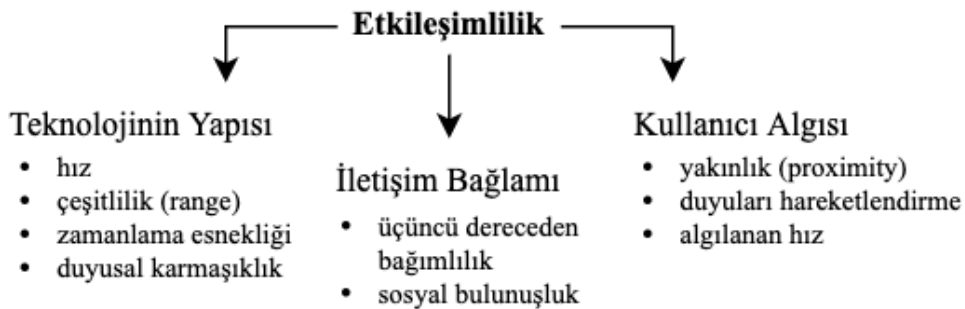 Etkileşimlilik
Teknolojinin Yapısı
• hız
• çeşitlilik (range)
• zamanlama esnekliği
• duyusal karmaşıklık
İletişim Bağlamı
• üçüncü dereceden
bağımlılık
• sosyal bulunuşluk
Kullanıcı Algısı
• yakınlık (proximity)
• duyuları hareketlendirme
• algılanan hız